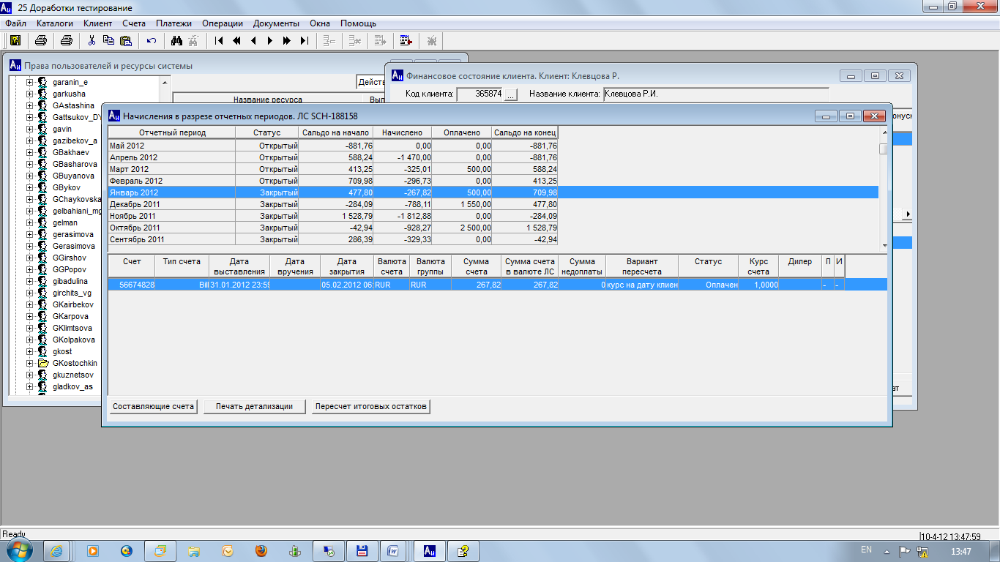 25 Доработки тестирование
Файл Каталоги Клиент Счета Платежи Операции Документы Окна Помощь
Права пользователей и ресурсы системы
garanin_e
garkusha
GAstashina
Gattsukov_DY
gavin
gazibekov_a
GBakhaev
GBasharova
GBuyanova
GBykov
GChaykovska
gelbahiani_mg
gelman
gerasimova
Gerasimova
GGirshov
GGPopov
gibadulina
girchits_vg
GKairbekov
GKarpova
GKlimtsova
GKolpakova
gkost
GKostochkin
gkuznetsov
gladkov_as
Дейст
Название ресурса Вып
Финансовое состояние клиента. Клиент: Клевцова Р.
Код клиента: 365874 ... Название клиента: Клевцова Р.И.
онуск
ат
Начисления в разрезе отчетных периодов. ЛС SCH-188158
Отчетный период Статус Сальдо на начало Начислено Оплачено Сальдо на конец
Май 2012 Открытый -881,76 0,00 0,00 -881,76
Апрель 2012 Открытый 588,24 -1 470,00 0,00 -881,76
Март 2012 Открытый 413,25 -325,01 500,00 588,24
Февраль 2012 Открытый 709,98 -296,73 0,00 413,25
Январь 2012 Закрытый 477,80 -267,82 500,00 709,98
Декабрь 2011 Закрытый -284,09 -788,11 1 550,00 477,80
Ноябрь 2011 Закрытый 1 528,79 -1 812,88 0,00 -284,09
Октябрь 2011 Закрытый -42,94 -928,27 2 500,00 1 528,79
Сентябрь 2011 Закрытый 286,39 -329,33 0,00 -42,94
Счет Тип счета Дата выставления Дата вручения Дата закрытия Валюта счета Валюта группы Сумма счета Сумма счета в валюте ЛС Сумма недоплаты Вариант пересчета Статус Курс счета Дилер П И
56674828 Bill 31.01.2012 23:59 05.02.2012 06: RUR RUR 267,82 267,82 0 курс на дату клиен Оплачен 1,0000 - -
Составляющие счета Печать детализации Пересчет итоговых остатков
Ready
10-4-12 13:47:59
EN 13:47